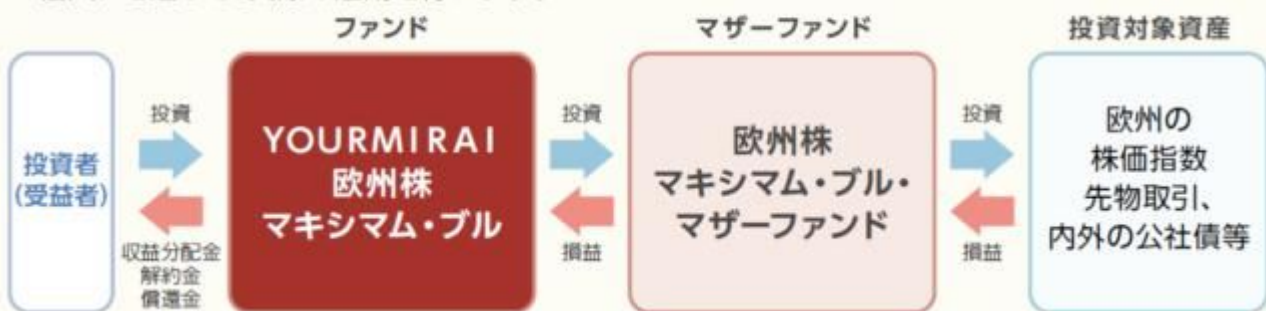 ファンド
マザーファンド
投資対象資産
投資者
(受益者)
投資
収益分配金
解約金
償還金
YOURMIRAI
欧州株
マキシマム・ブル
投資
損益
欧州株
マキシマム・ブル・
マザーファンド
投資
損益
欧州の
株価指数
先物取引、
内外の公社債等